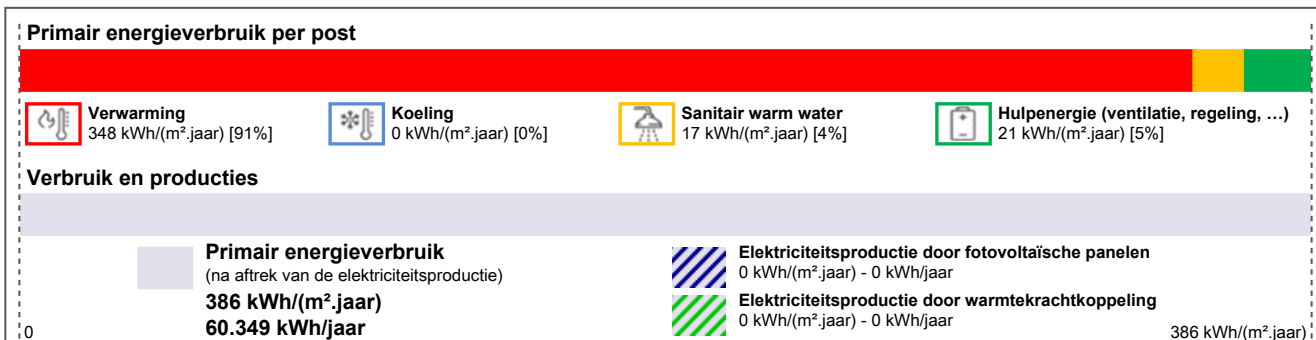 Primair energieverbruik per post
Verwarming
348 kWh/(m².jaar) [91%]
Koeling
0 kWh/(m².jaar) [0%]
Sanitair warm water
17 kWh/(m².jaar) [4%]
Hulpenergie (ventilatie, regeling, …)
21 kWh/(m².jaar) [5%]
Verbruik en producties
Primair energieverbruik
(na aftrek van de elektriciteitsproductie)
386 kWh/(m².jaar)
60.349 kWh/jaar
Elektriciteitsproductie door fotovoltaïsche panelen
0 kWh/(m².jaar) - 0 kWh/jaar
Elektriciteitsproductie door warmtekrachtkoppeling
0 kWh/(m².jaar) - 0 kWh/jaar
0
386 kWh/(m².jaar)